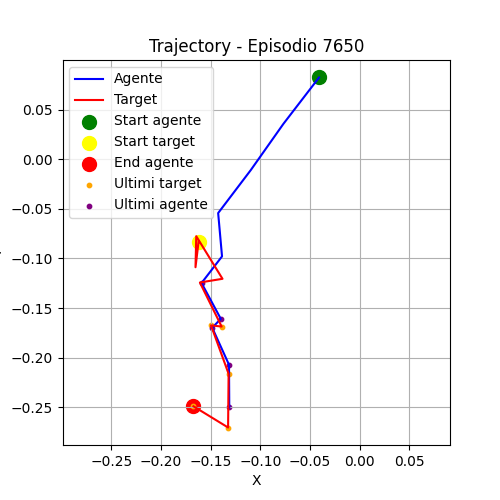 Trajectory - Episodio 7650
Agente
Target
Start agente
Start target
End agente
Ultimi target
Ultimi agente
0.05
0.00
−0.05
−0.10
−0.15
−0.20
−0.25
−0.25
−0.20
−0.15
−0.10
−0.05
0.00
0.05
X